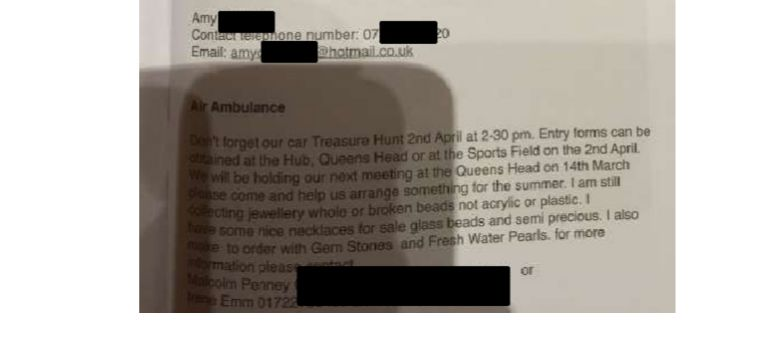 Amy
Contact telephone number: 07 20
Email: amyc @hotmail.co.uk
Air Ambulance
Don't forget our car Treasure Hunt 2nd April at 2-30 pm. Entry forms can be
obtained at the Hub, Queens Head or at the Sports Field on the 2nd April.
We will be holding our next meeting at the Queens Head on 14th March
please come and help us arrange something for the summer. I am still
collecting jewellery whole or broken beads not acrylic or plastic. I
have some nice necklaces for sale glass beads and semi precious. I also
make to order with Gem Stones and Fresh Water Pearls. for more
information please contact
Malcolm Penney or
Irene Emm 01722